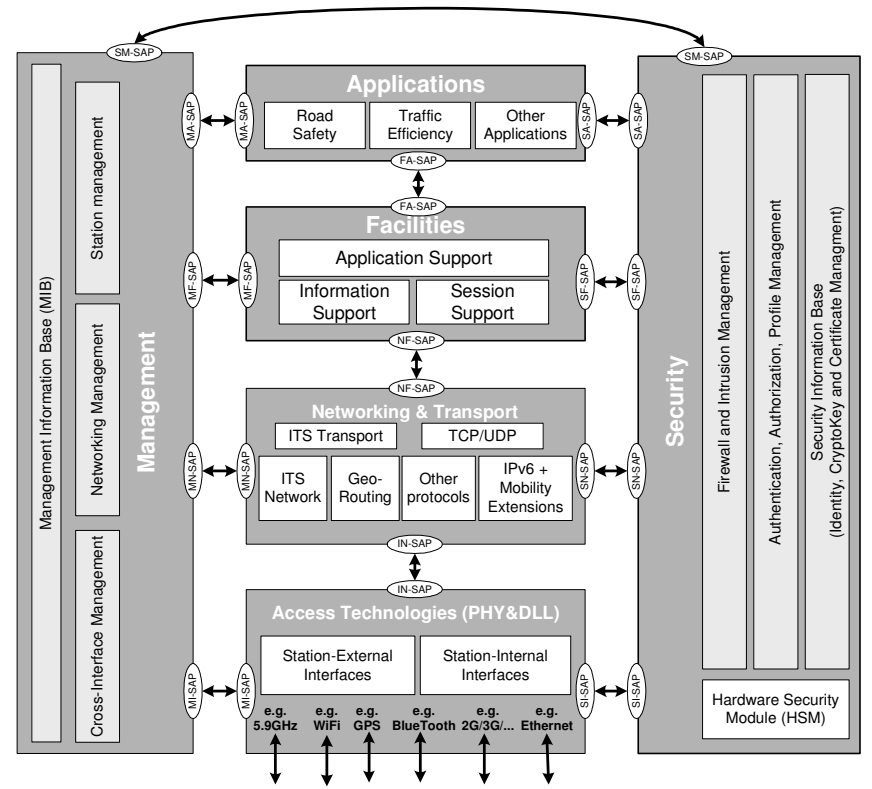 SM-SAP
SM-SAP
Management
Management Information Base (MIB)
Station management
Networking Management
Cross-Interface Management
MA-SAP
MA-SAP
MF-SAP
MF-SAP
MN-SAP
MN-SAP
MI-SAP
MI-SAP
Applications
Road
Safety
Traffic
Efficiency
Other
Applications
FA-SAP
FA-SAP
Facilities
Application Support
Information
Support
Session
Support
NF-SAP
NF-SAP
Networking & Transport
ITS Transport
TCP/UDP
ITS
Network
Geo-
Routing
Other
protocols
IPv6 +
Mobility
Extensions
IN-SAP
IN-SAP
Access Technologies (PHY&DLL)
Station-External
Interfaces
Station-Internal
Interfaces
e.g.
5.9GHz
e.g.
WiFi
e.g.
GPS
e.g.
BlueTooth
e.g.
2G/3G/...
e.g.
Ethernet
SA-SAP
SA-SAP
SF-SAP
SF-SAP
SN-SAP
SN-SAP
SI-SAP
SI-SAP
Security
Firewall and Intrusion Management
Authentication, Authorization, Profile Management
Security Information Base
(Identity, CryptoKey and Certificate Managment)
Hardware Security
Module (HSM)